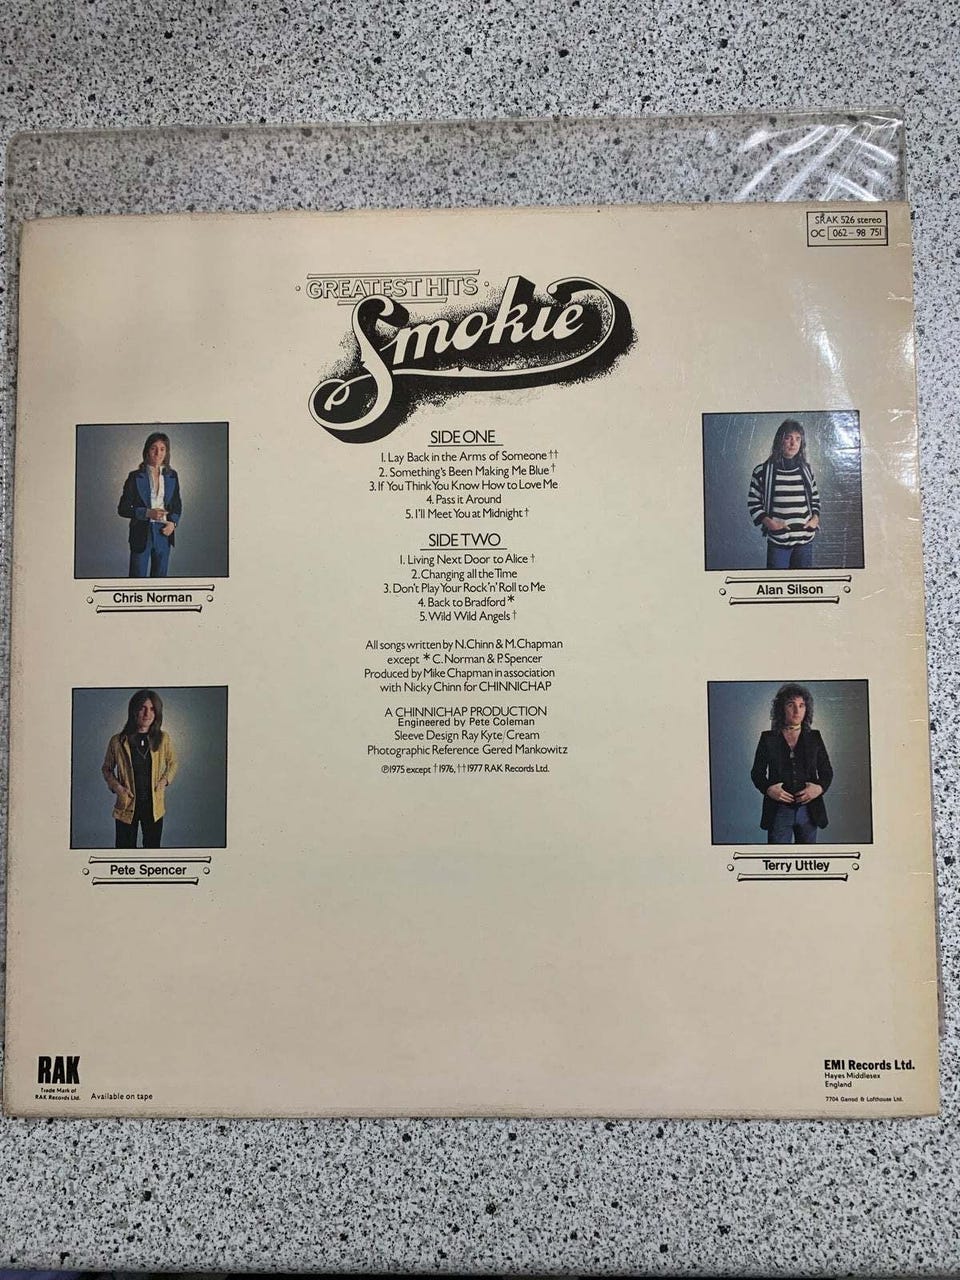 SRAK 526 stereo
OC 062-98 751
· GREATEST HITS ·
Smokie
SIDE ONE
1. Lay Back in the Arms of Someone ††
2. Something's Been Making Me Blue †
3. If You Think You Know How to Love Me
4. Pass it Around
5. I'll Meet You at Midnight †
SIDE TWO
1. Living Next Door to Alice †
2. Changing all the Time
3. Don't Play Your Rock 'n' Roll to Me
4. Back to Bradford *
5. Wild Wild Angels †
Chris Norman
Alan Silson
All songs written by N. Chinn & M. Chapman
except * C. Norman & P. Spencer
Produced by Mike Chapman in association
with Nicky Chinn for CHINNICHAP
A CHINNICHAP PRODUCTION
Engineered by Pete Coleman
Sleeve Design Ray Kyte/Cream
Photographic Reference Gered Mankowitz
℗1975 except †1976, ††1977 RAK Records Ltd.
Pete Spencer
Terry Uttley
RAK
Trade Mark of
RAK Records Ltd.
Available on tape
EMI Records Ltd.
Hayes Middlesex
England
7704 Garrod & Lofthouse Ltd.